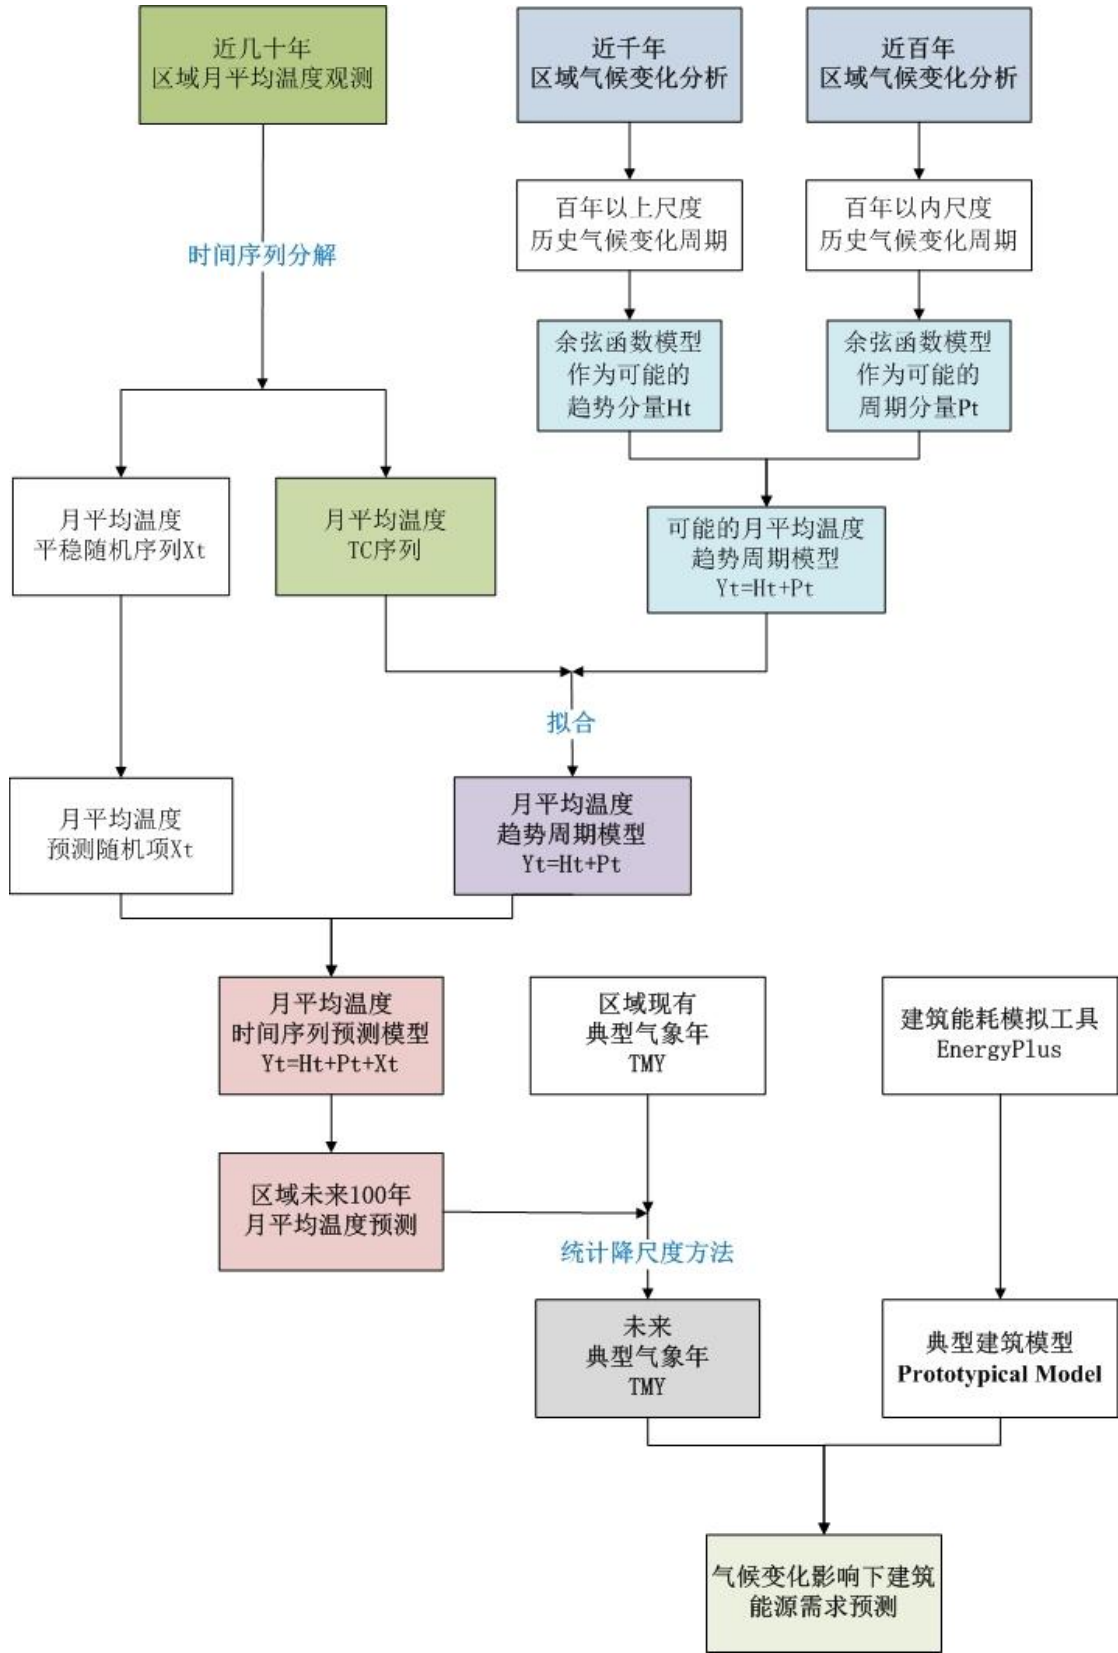 近几十年
区域月平均温度观测
近千年
区域气候变化分析
近百年
区域气候变化分析
百年以上尺度
历史气候变化周期
百年以内尺度
历史气候变化周期
时间序列分解
余弦函数模型
作为可能的
趋势分量Ht
余弦函数模型
作为可能的
周期分量Pt
月平均温度
平稳随机序列Xt
月平均温度
TC序列
可能的月平均温度
趋势周期模型
Yt=Ht+Pt
拟合
月平均温度
预测随机项Xt
月平均温度
趋势周期模型
Yt=Ht+Pt
月平均温度
时间序列预测模型
Yt=Ht+Pt+Xt
区域现有
典型气象年
TMY
建筑能耗模拟工具
EnergyPlus
区域未来100年
月平均温度预测
统计降尺度方法
未来
典型气象年
TMY
典型建筑模型
Prototypical Model
气候变化影响下建筑
能源需求预测